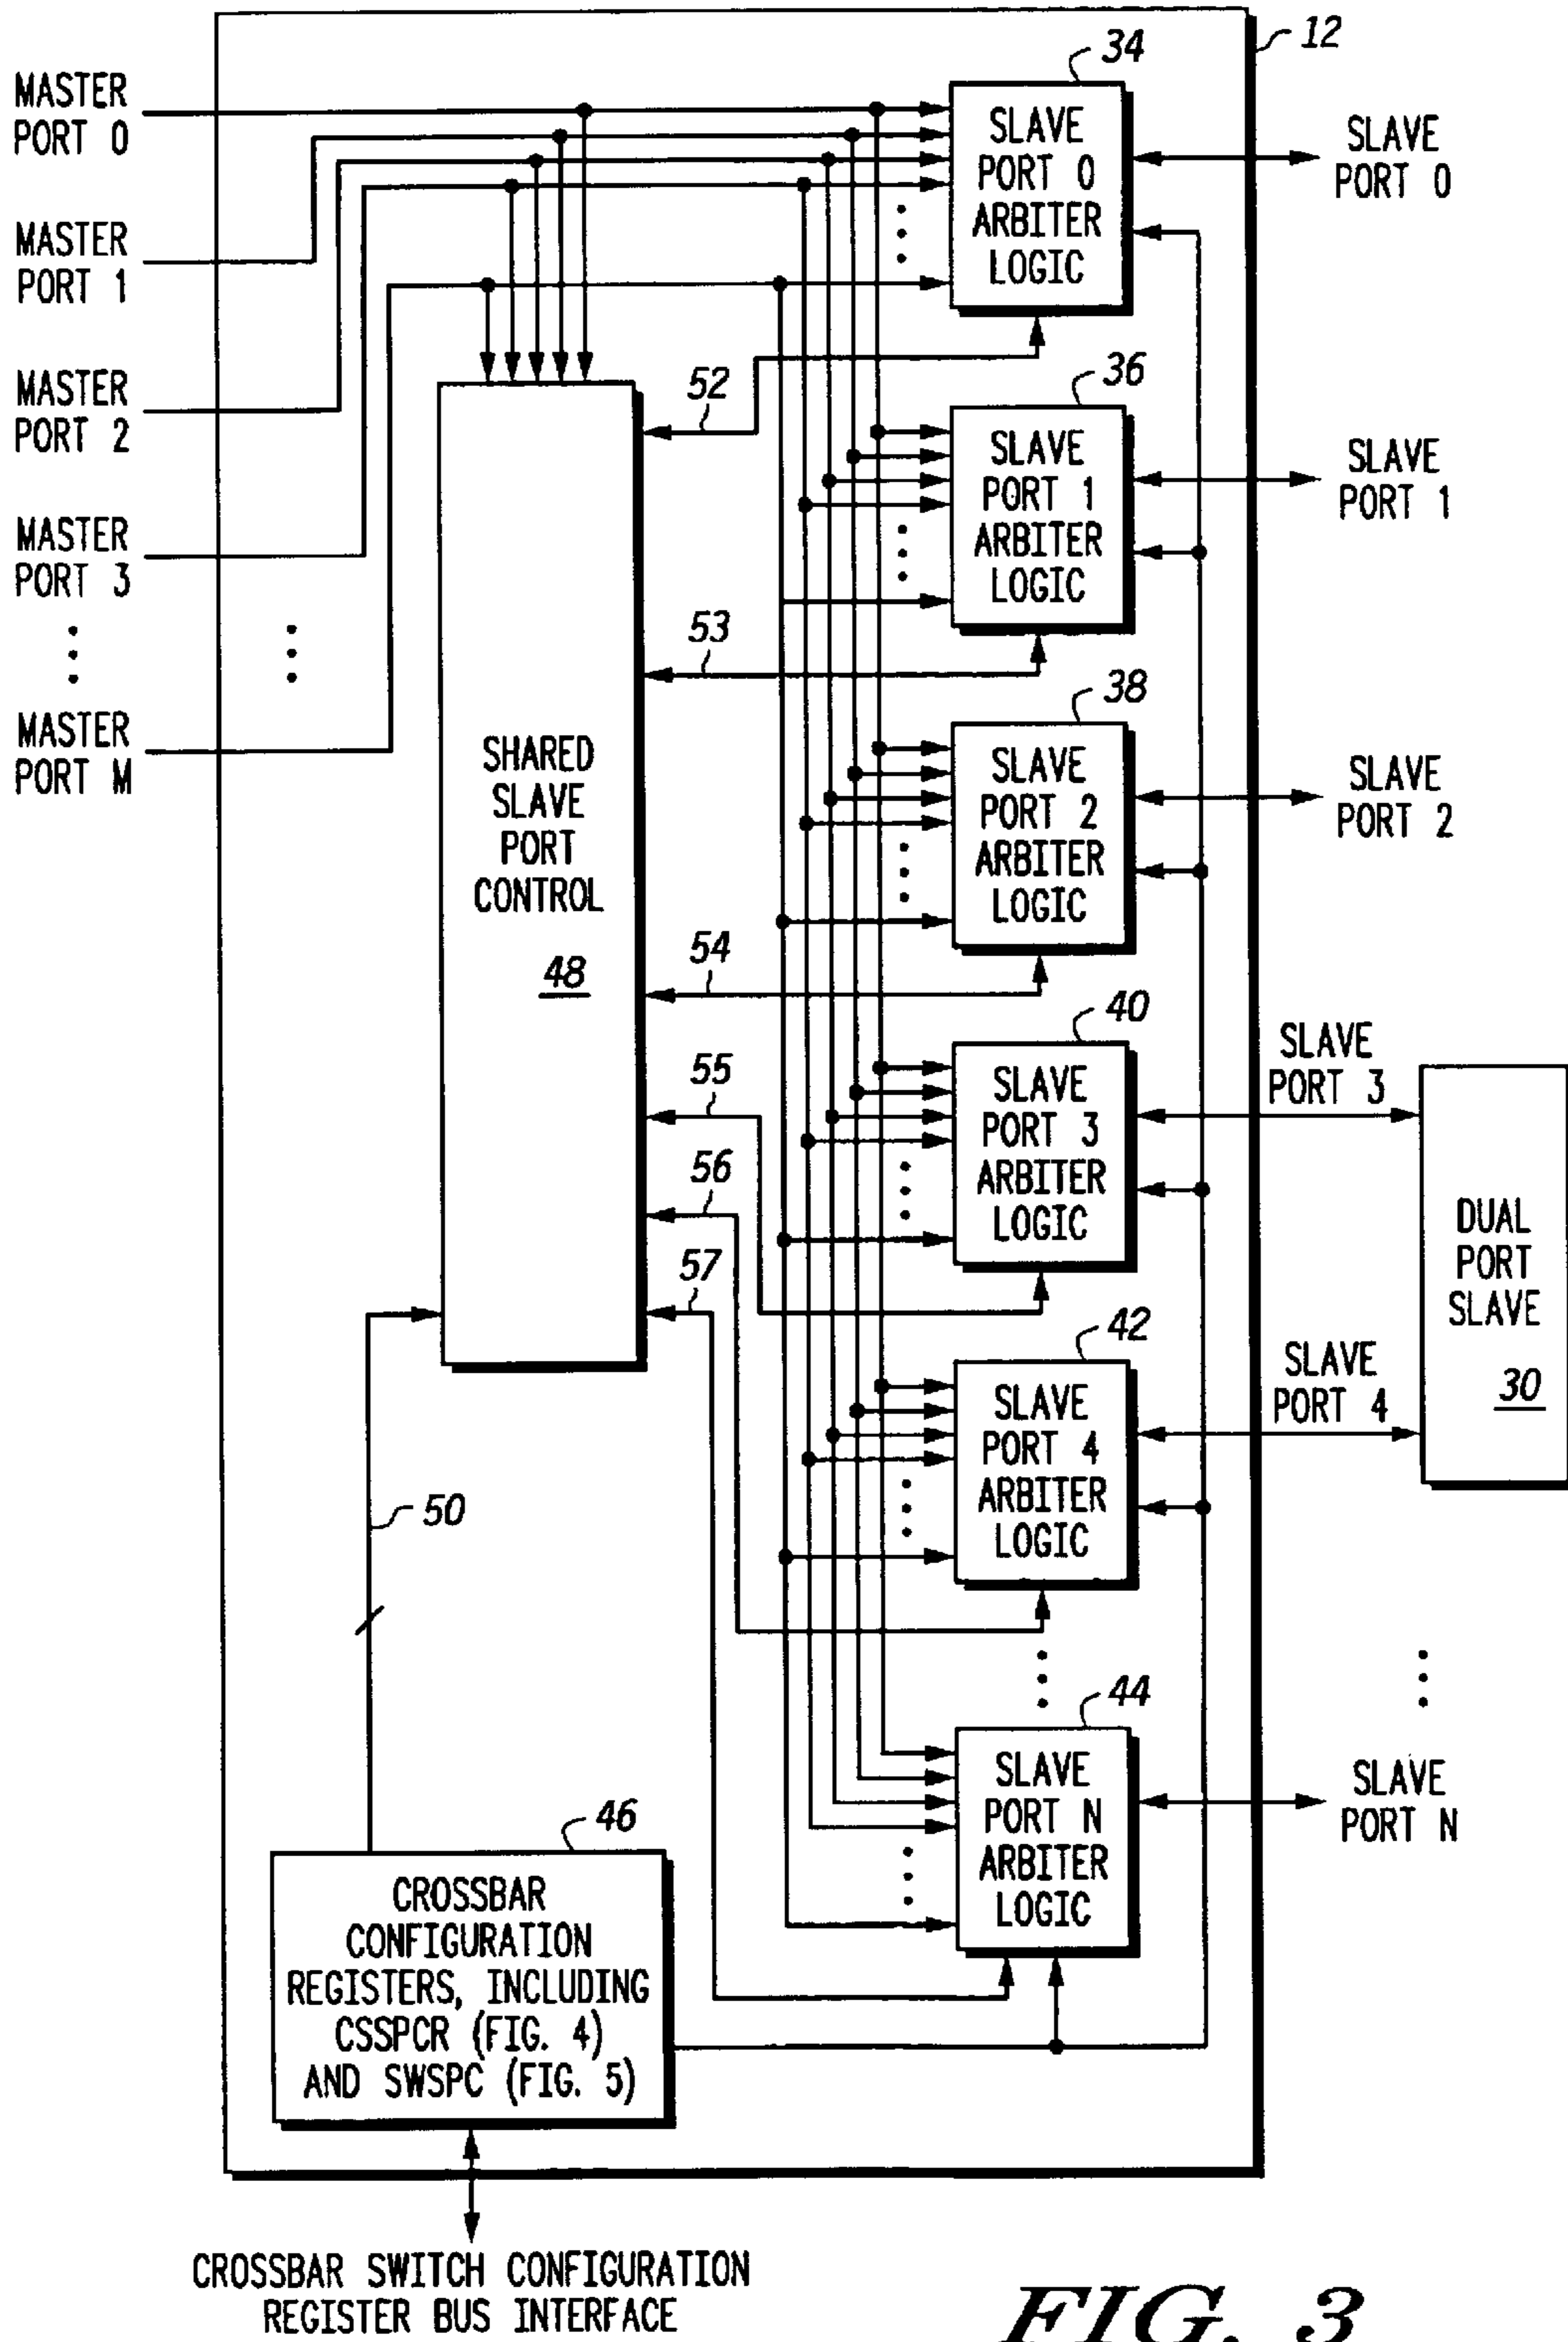 12
MASTER
PORT 0
MASTER
PORT 1
MASTER
PORT 2
MASTER
PORT 3
MASTER
PORT M
34
SLAVE
PORT 0
ARBITER
LOGIC
SLAVE
PORT 0
52
36
SLAVE
PORT 1
ARBITER
LOGIC
SLAVE
PORT 1
53
38
SLAVE
PORT 2
ARBITER
LOGIC
SLAVE
PORT 2
SHARED
SLAVE
PORT
CONTROL
48
54
40
SLAVE
PORT 3
ARBITER
LOGIC
SLAVE
PORT 3
55
56
57
DUAL
PORT
SLAVE
30
42
SLAVE
PORT 4
ARBITER
LOGIC
SLAVE
PORT 4
50
44
SLAVE
PORT N
ARBITER
LOGIC
SLAVE
PORT N
46
CROSSBAR
CONFIGURATION
REGISTERS, INCLUDING
CSSPCR (FIG. 4)
AND SWSPC (FIG. 5)
CROSSBAR SWITCH CONFIGURATION
REGISTER BUS INTERFACE
FIG. 3